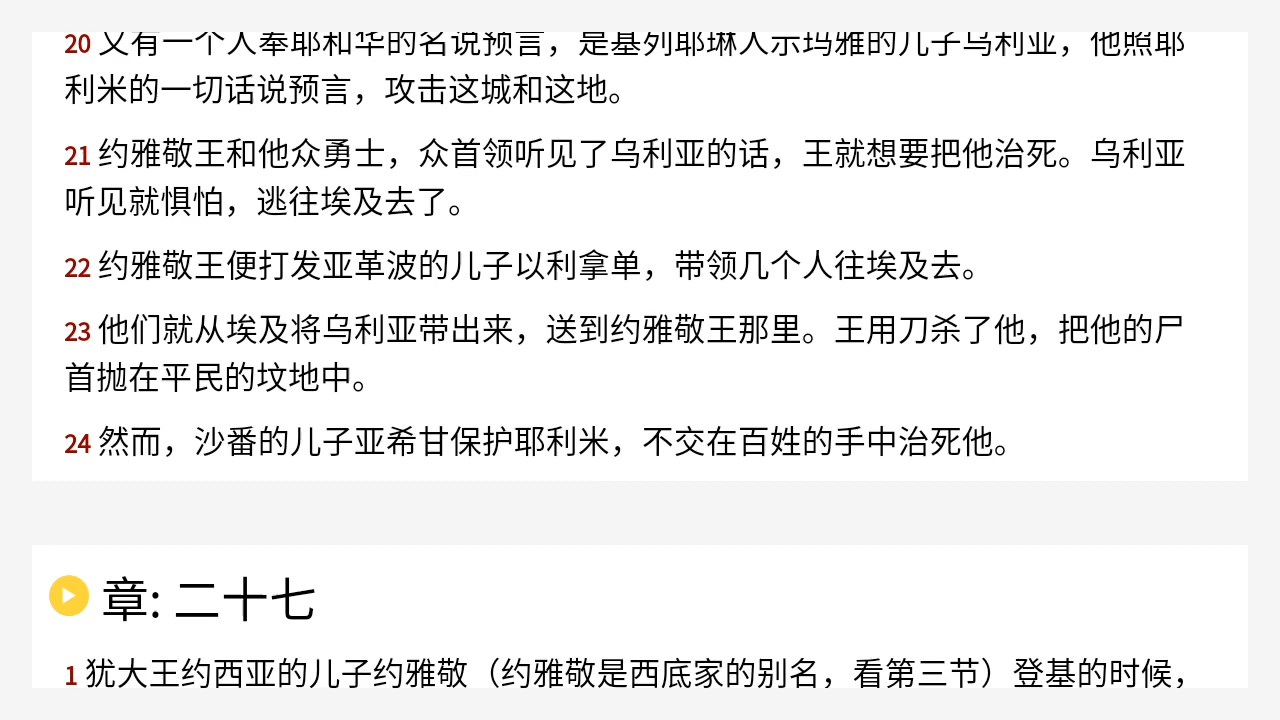 20 又有一个人奉耶和华的名说预言，是基列耶琳人示玛雅的儿子乌利亚，他照耶
利米的一切话说预言，攻击这城和这地。
21 约雅敬王和他众勇士，众首领听见了乌利亚的话，王就想要把他治死。乌利亚
听见就惧怕，逃往埃及去了。
22 约雅敬王便打发亚革波的儿子以利拿单，带领几个人往埃及去。
23 他们就从埃及将乌利亚带出来，送到约雅敬王那里。王用刀杀了他，把他的尸
首抛在平民的坟地中。
24 然而，沙番的儿子亚希甘保护耶利米，不交在百姓的手中治死他。
章: 二十七
1 犹大王约西亚的儿子约雅敬（约雅敬是西底家的别名，看第三节）登基的时候，